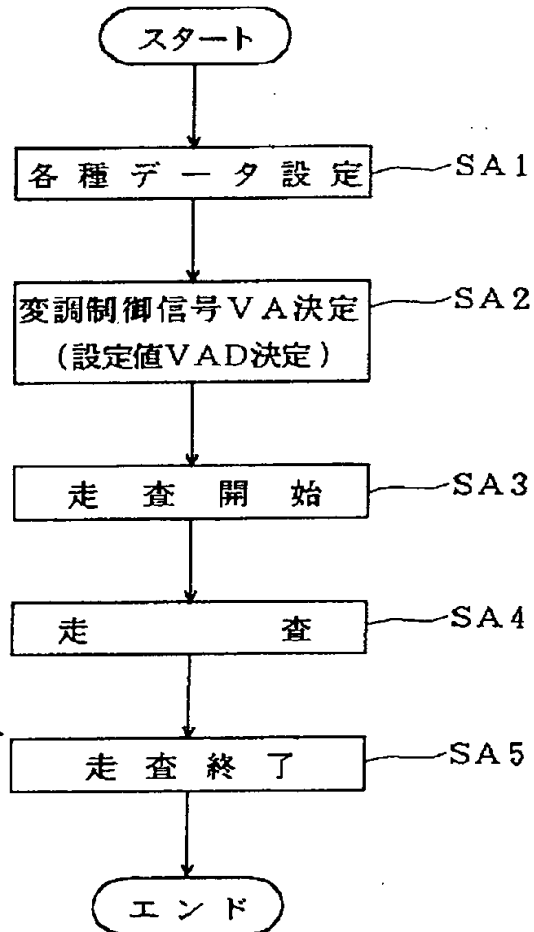 スタート
各種データ設定
SA1
変調制御信号VA決定
(設定値VAD決定)
SA2
走査開始
SA3
走査
SA4
走査終了
SA5
エンド